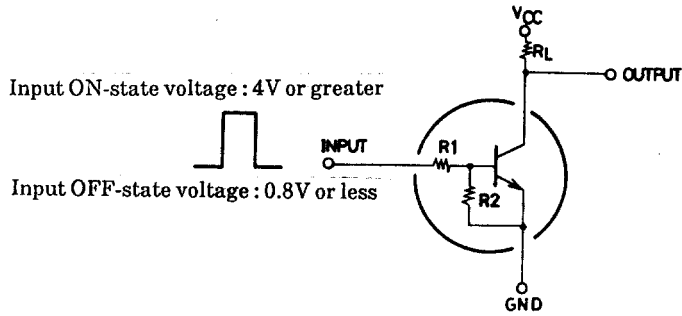 VCC
RL
Input ON-state voltage : 4V or greater
OUTPUT
INPUT
R1
Input OFF-state voltage : 0.8V or less
R2
GND